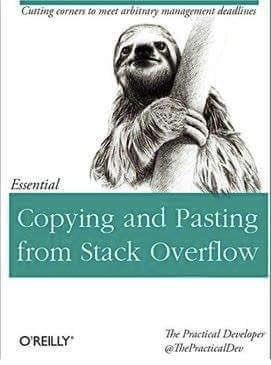 Cutting corners to meet arbitrary management deadlines
Essential
Copying and Pasting
from Stack Overflow
O'REILLY®
The Practical Developer
@ThePracticalDev